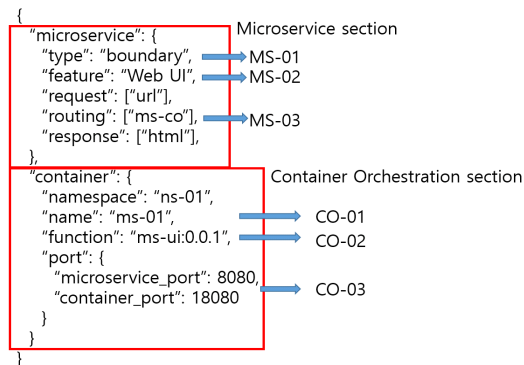 {
"microservice": {
Microservice section
"type": "boundary", MS-01
"feature": "Web UI", MS-02
"request": ["url"],
"routing": ["ms-co"], MS-03
"response": ["html"],
},
"container": {
Container Orchestration section
"namespace": "ns-01",
"name": "ms-01", CO-01
"function": "ms-ui:0.0.1", CO-02
"port": {
"microservice_port": 8080,
CO-03
"container_port": 18080
}
}
}